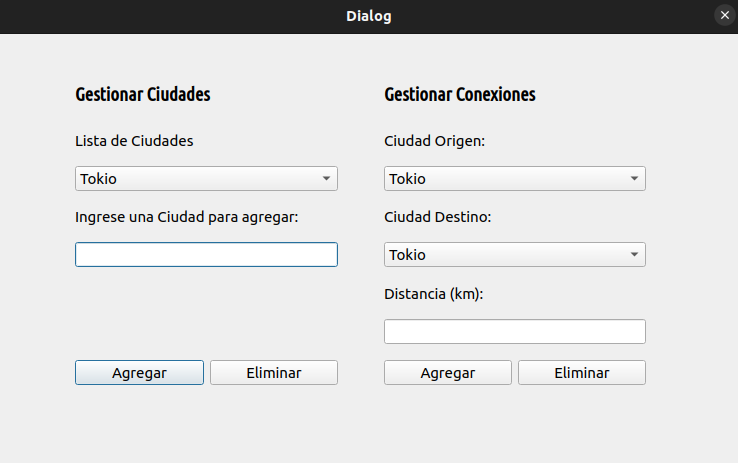 Dialog
Gestionar Ciudades
Lista de Ciudades
Tokio
Ingrese una Ciudad para agregar:
Agregar
Eliminar
Gestionar Conexiones
Ciudad Origen:
Tokio
Ciudad Destino:
Tokio
Distancia (km):
Agregar
Eliminar